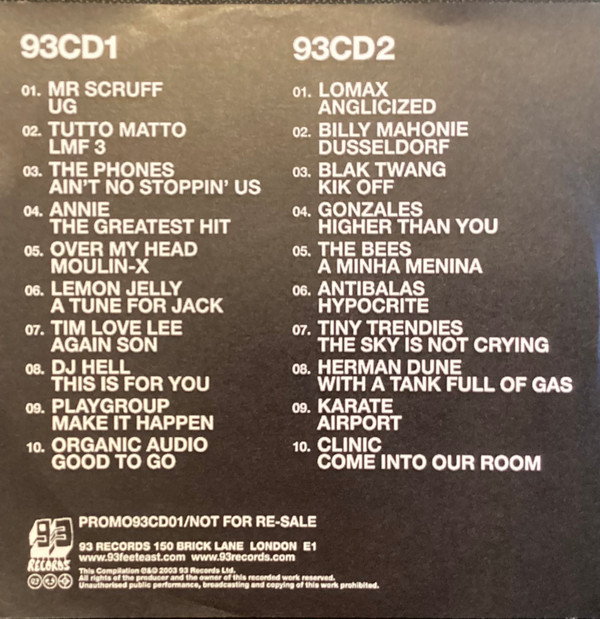 93CD1
01. MR SCRUFF
UG
02. TUTTO MATTO
LMF 3
03. THE PHONES
AIN'T NO STOPPIN' US
04. ANNIE
THE GREATEST HIT
05. OVER MY HEAD
MOULIN-X
06. LEMON JELLY
A TUNE FOR JACK
07. TIM LOVE LEE
AGAIN SON
08. DJ HELL
THIS IS FOR YOU
09. PLAYGROUP
MAKE IT HAPPEN
10. ORGANIC AUDIO
GOOD TO GO
93CD2
01. LOMAX
ANGLICIZED
02. BILLY MAHONIE
DUSSELDORF
03. BLAK TWANG
KIK OFF
04. GONZALES
HIGHER THAN YOU
05. THE BEES
A MINHA MENINA
06. ANTIBALAS
HYPOCRITE
07. TINY TRENDIES
THE SKY IS NOT CRYING
08. HERMAN DUNE
WITH A TANK FULL OF GAS
09. KARATE
AIRPORT
10. CLINIC
COME INTO OUR ROOM
93
RECORDS
PROMO93CD01/NOT FOR RE-SALE
93 RECORDS 150 BRICK LANE LONDON E1
www.93feeteast.com www.93records.com
This Compilation ©&℗ 2003 93 Records Ltd.
All rights of the producer and the owner of this recorded work reserved.
Unauthorised public performance, broadcasting and copying of this work prohibited.